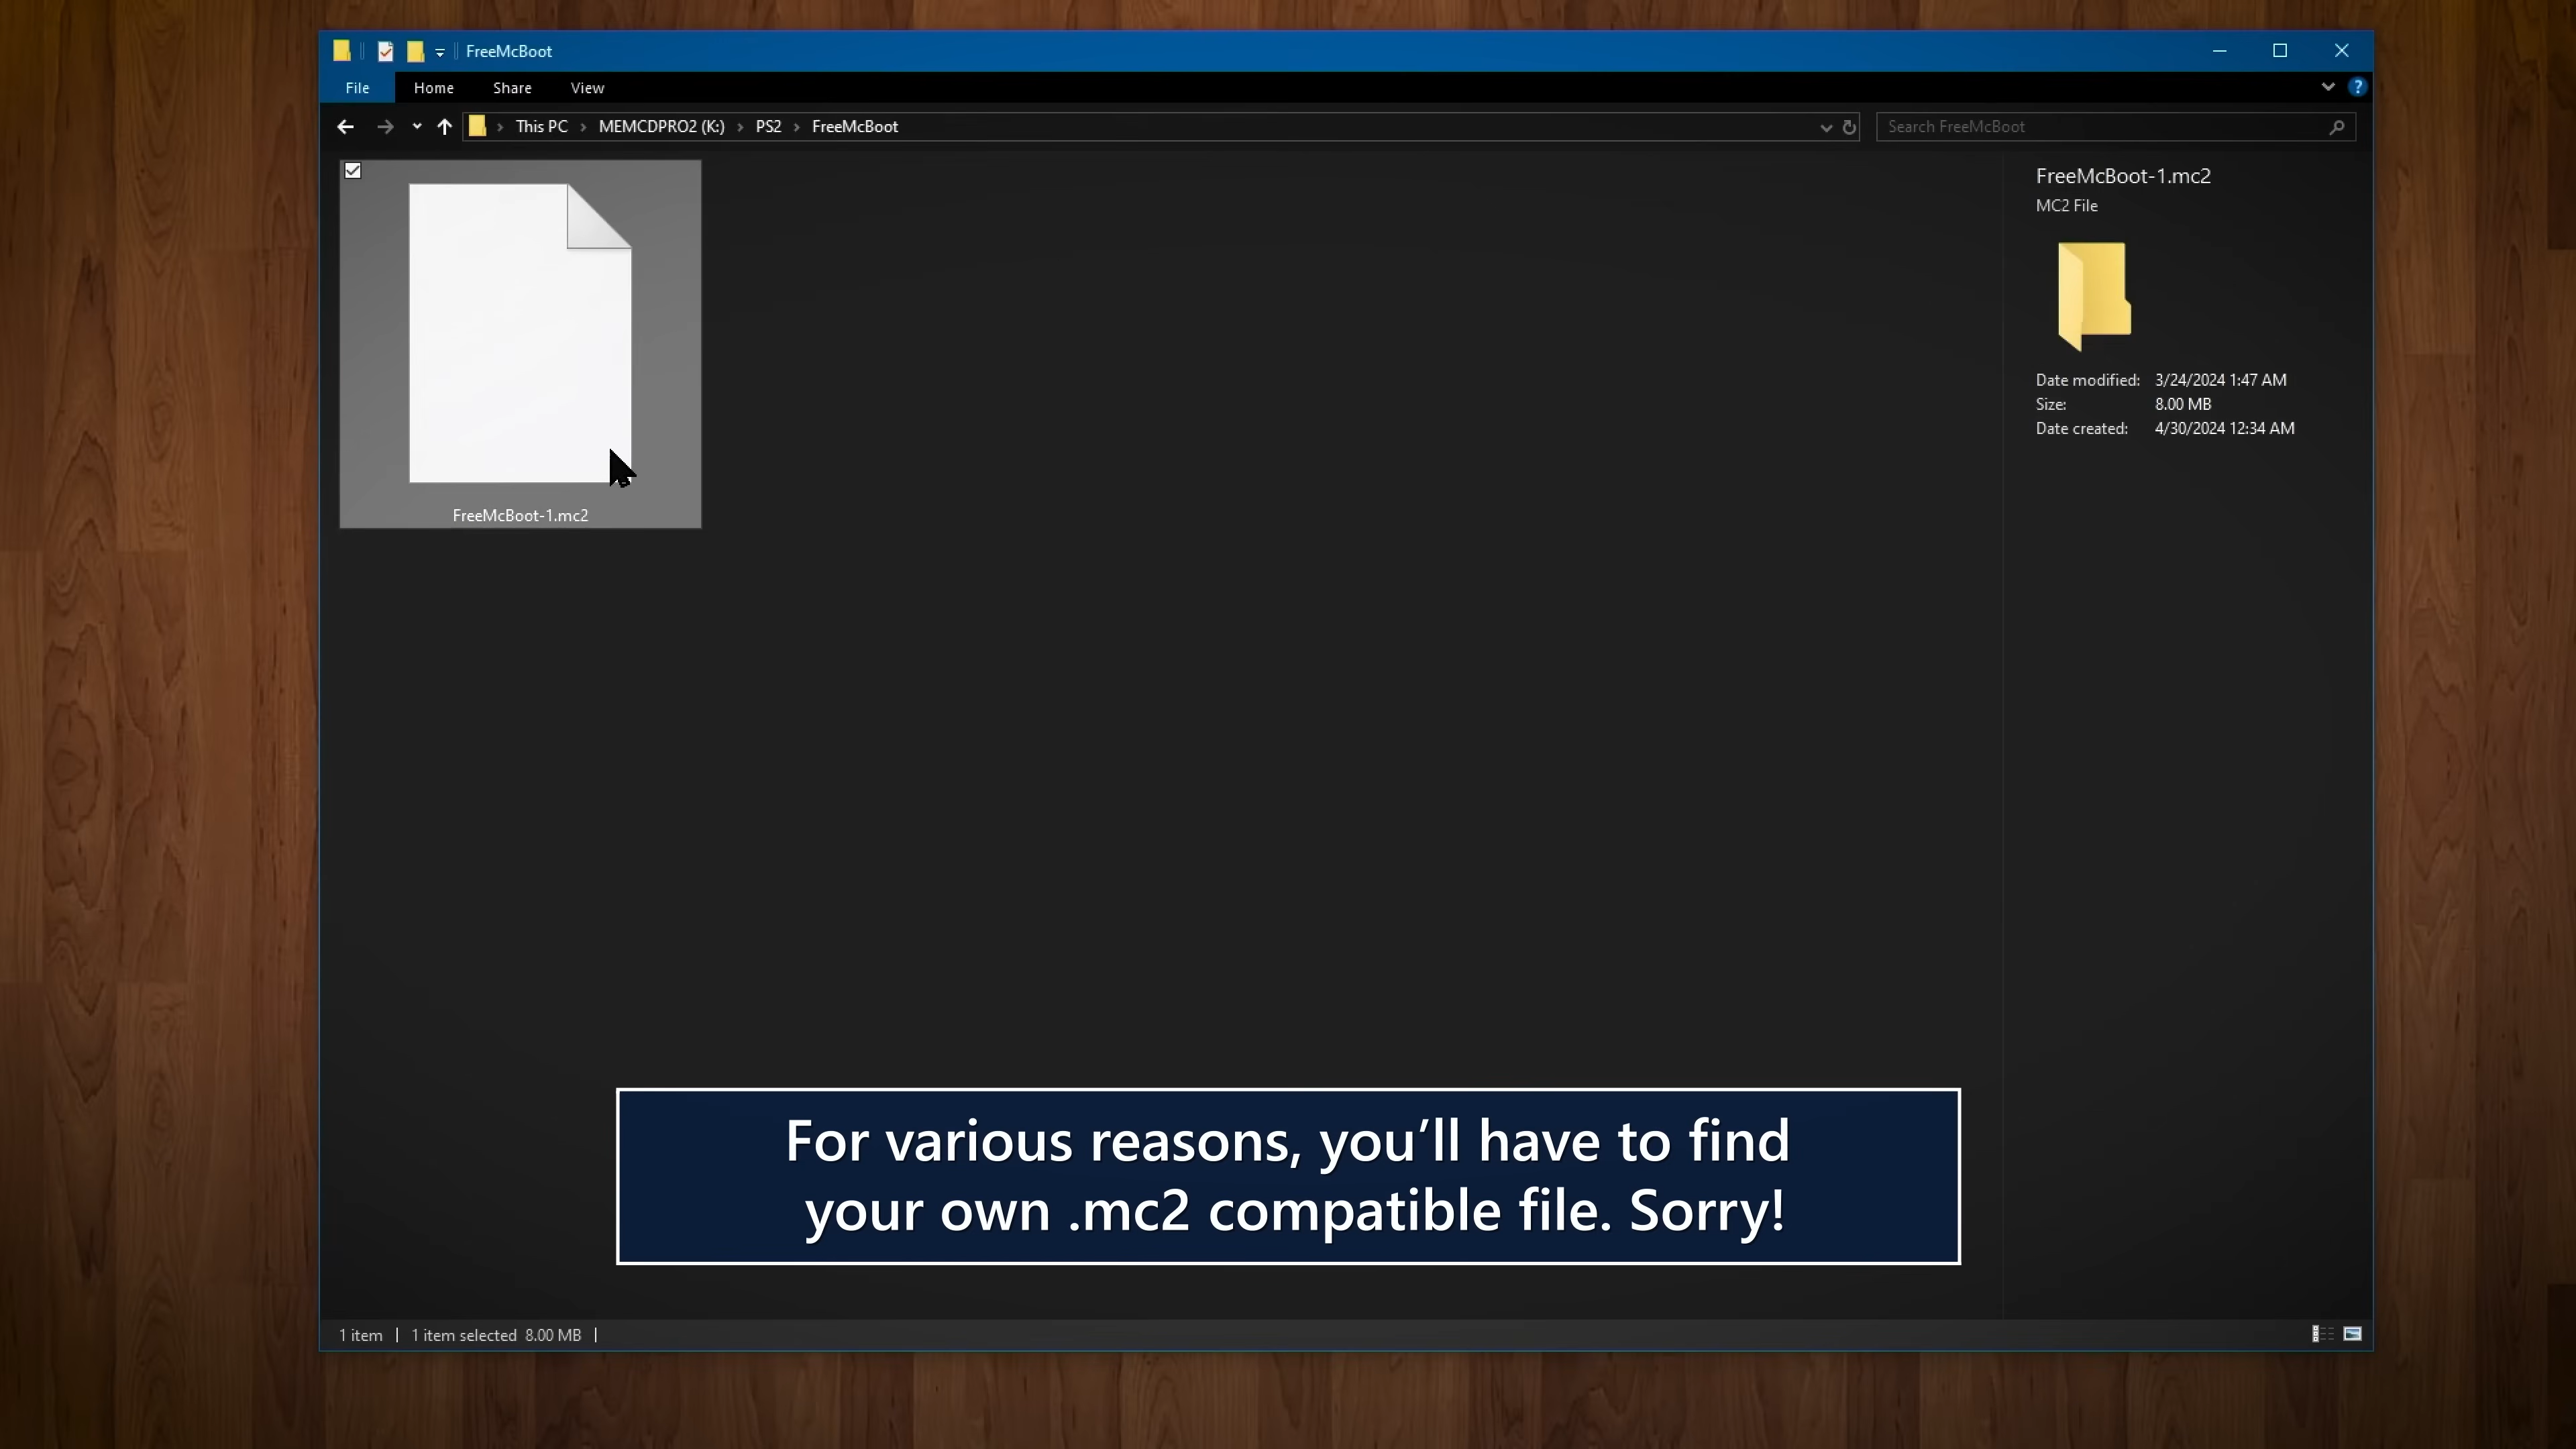 FreeMcBoot
File Home Share View
This PC MEMCDPRO2 (K:) PS2 FreeMcBoot Search FreeMcBoot
FreeMcBoot-1.mc2
FreeMcBoot-1.mc2
MC2 File
Date modified: 3/24/2024 1:47 AM
Size: 8.00 MB
Date created: 4/30/2024 12:34 AM
For various reasons, you’ll have to find
your own .mc2 compatible file. Sorry!
1 item 1 item selected 8.00 MB